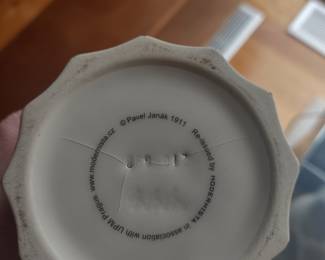 © Pavel Janák 1911 Re-issued by MODERNISTA in association with UPM Prague www.modernista.cz